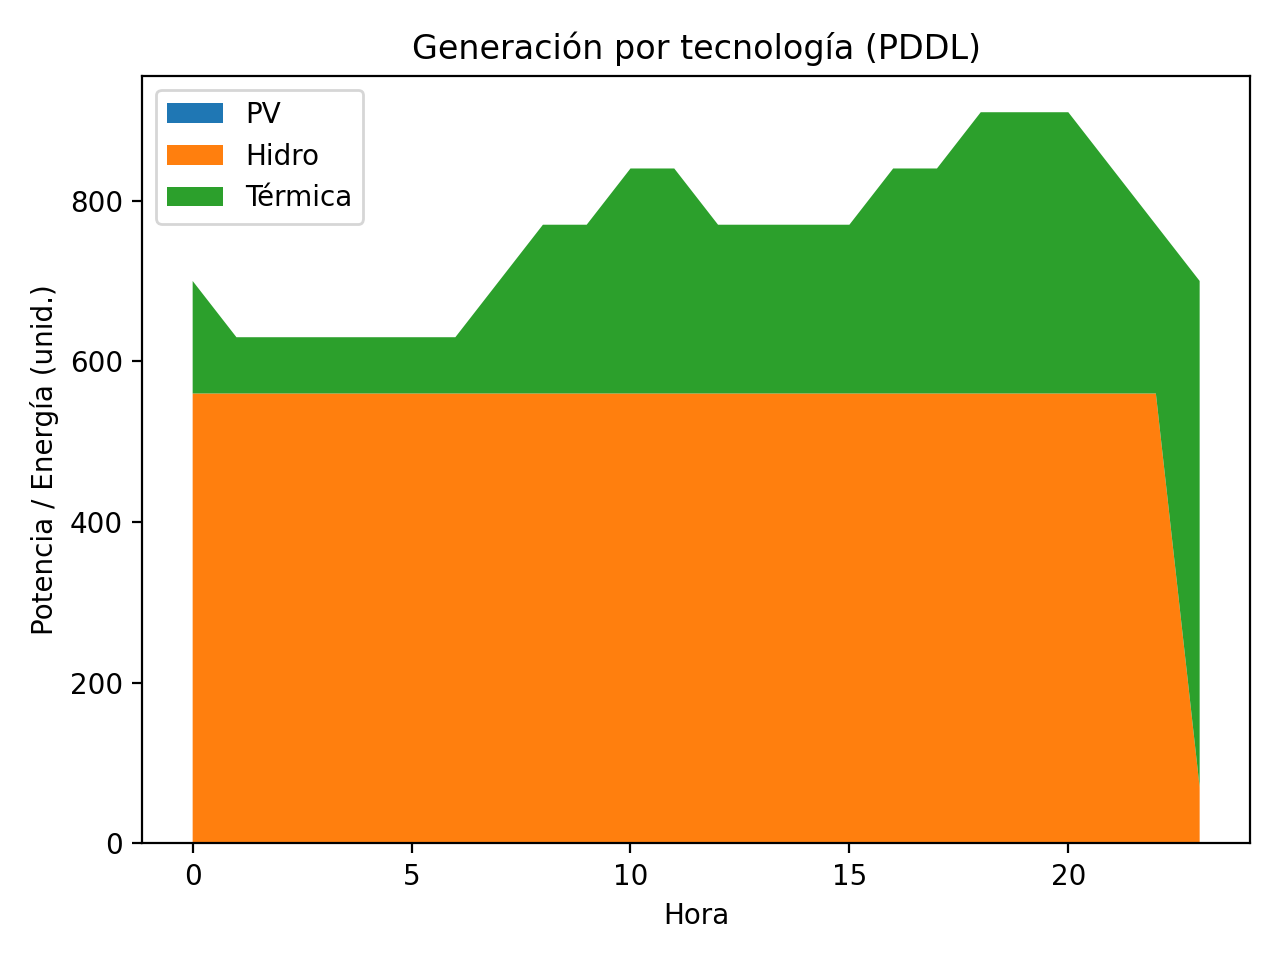 Generación por tecnología (PDDL)
PV
Hidro
Térmica
Potencia / Energía (unid.)
800
600
400
200
0
0 5 10 15 20
Hora